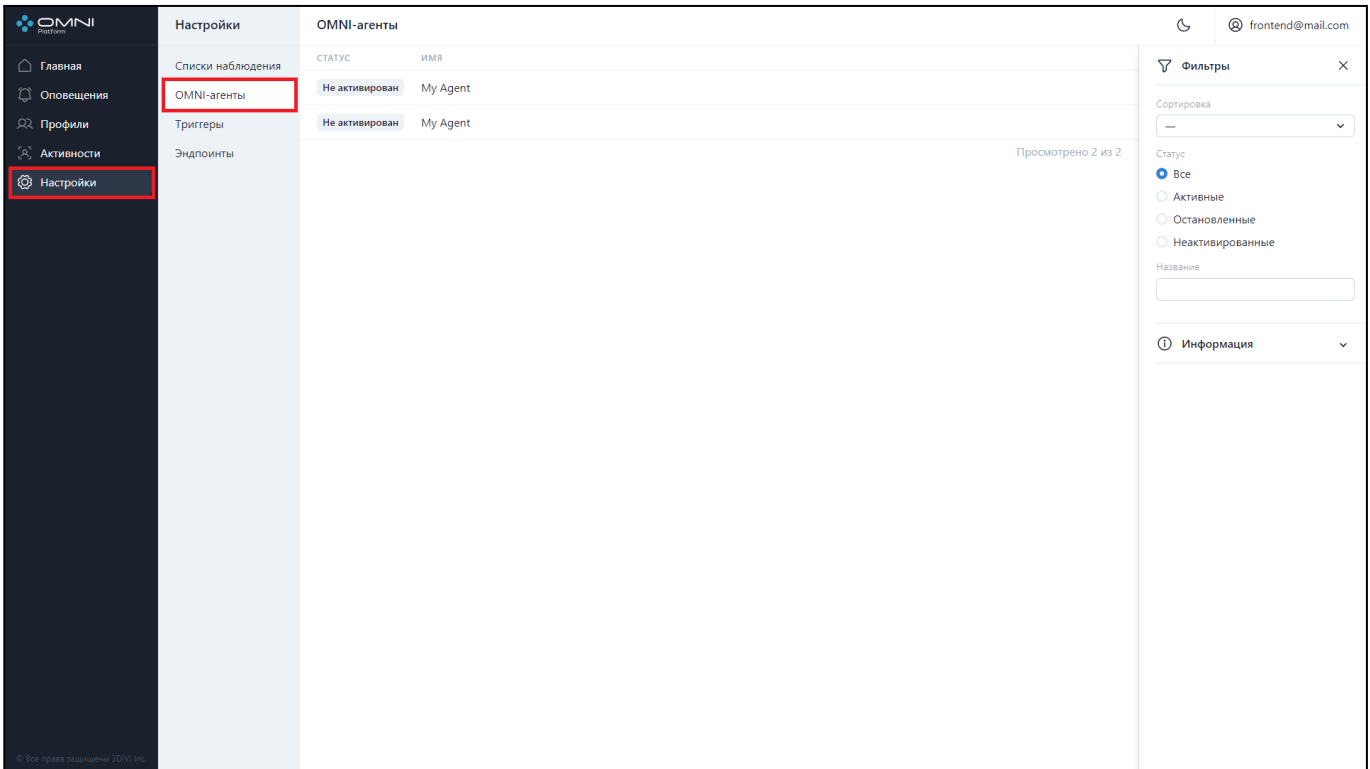 OMNI
Platform
Главная
Оповещения
Профили
Активности
Настройки
© Все права защищены 3DiVi Inc.
Настройки
Списки наблюдения
OMNI-агенты
Триггеры
Эндпоинты
OMNI-агенты
frontend@mail.com
СТАТУС ИМЯ
Не активирован My Agent
Не активирован My Agent
Просмотрено 2 из 2
Фильтры
Сортировка
—
Статус
Все
Активные
Остановленные
Неактивированные
Название
Информация